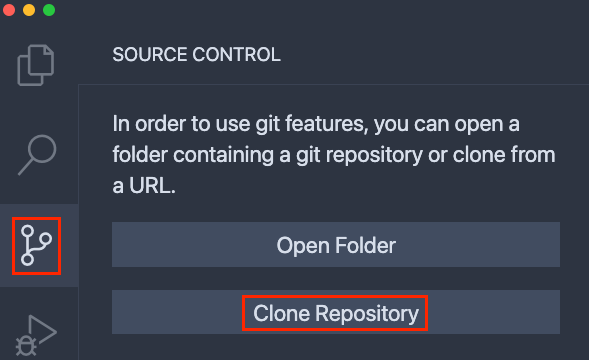 SOURCE CONTROL
In order to use git features, you can open a
folder containing a git repository or clone from
a URL.
Open Folder
Clone Repository